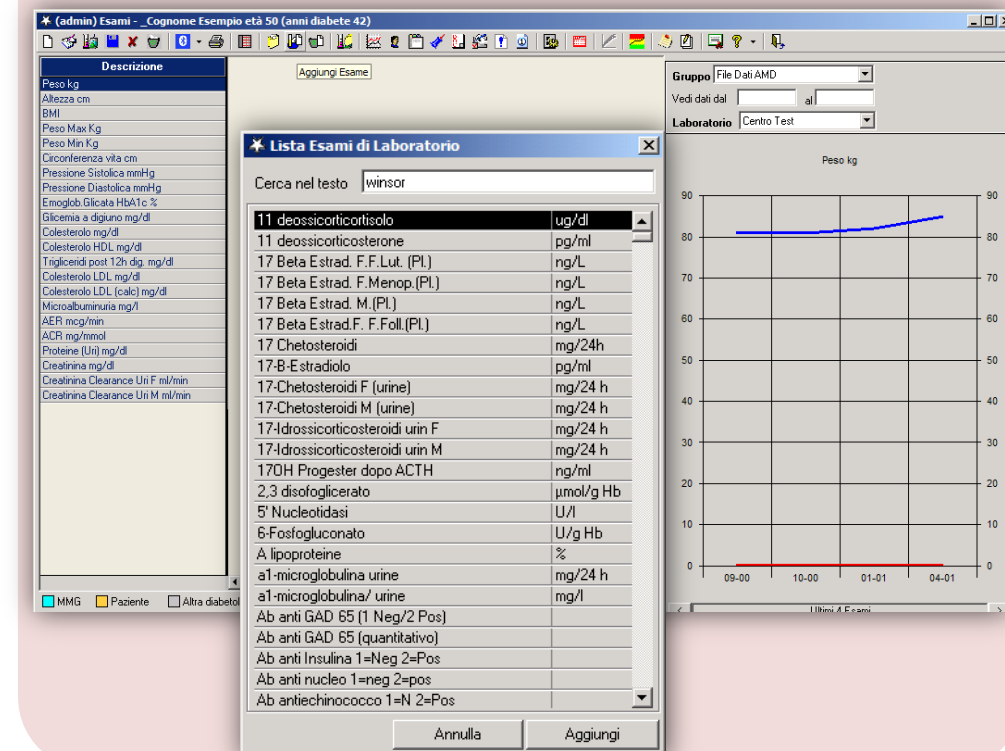 (admin) Esami - _Cognome Esempio età 50 (anni diabete 42)
Aggiungi Esame
Descrizione
Peso kg
Altezza cm
BMI
Peso Max Kg
Peso Min Kg
Circonferenza vita cm
Pressione Sistolica mmHg
Pressione Diastolica mmHg
Emoglob.Glicata HbA1c %
Glicemia a digiuno mg/dl
Colesterolo mg/dl
Colesterolo HDL mg/dl
Trigliceridi post 12h dig. mg/dl
Colesterolo LDL mg/dl
Colesterolo LDL (calc) mg/dl
Microalbuminuria mg/l
AER mcg/min
ACR mg/mmol
Proteine (Uri) mg/dl
Creatinina mg/dl
Creatinina Clearance Uri F ml/min
Creatinina Clearance Uri M ml/min
MMG Paziente Altra diabetol
Lista Esami di Laboratorio
Cerca nel testo winsor
11 deossicorticortisolo ug/dl
11 deossicorticosterone pg/ml
17 Beta Estrad. F.F.Lut. (Pl.) ng/L
17 Beta Estrad. F.Menop.(Pl.) ng/L
17 Beta Estrad. M.(Pl.) ng/L
17 Beta Estrad.F. F.Foll.(Pl.) ng/L
17 Chetosteroidi mg/24h
17-B-Estradiolo pg/ml
17-Chetosteroidi F (urine) mg/24 h
17-Chetosteroidi M (urine) mg/24 h
17-Idrossicorticosteroidi urin F mg/24 h
17-Idrossicorticosteroidi urin M mg/24 h
17OH Progester dopo ACTH ng/ml
2,3 disofoglicerato µmol/g Hb
5' Nucleotidasi U/l
6-Fosfogluconato U/g Hb
A lipoproteine %
a1-microglobulina urine mg/24 h
a1-microglobulina/ urine mg/l
Ab anti GAD 65 (1 Neg/2 Pos)
Ab anti GAD 65 (quantitativo)
Ab anti Insulina 1=Neg 2=Pos
Ab anti nucleo 1=neg 2=pos
Ab antiechinococco 1=N 2=Pos
Annulla Aggiungi
Gruppo File Dati AMD
Vedi dati dal al
Laboratorio Centro Test
Peso kg
90 90
80 80
70 70
60 60
50 50
40 40
30 30
20 20
10 10
0 0
09-00 10-00 01-01 04-01
Ultimi 4 Esami